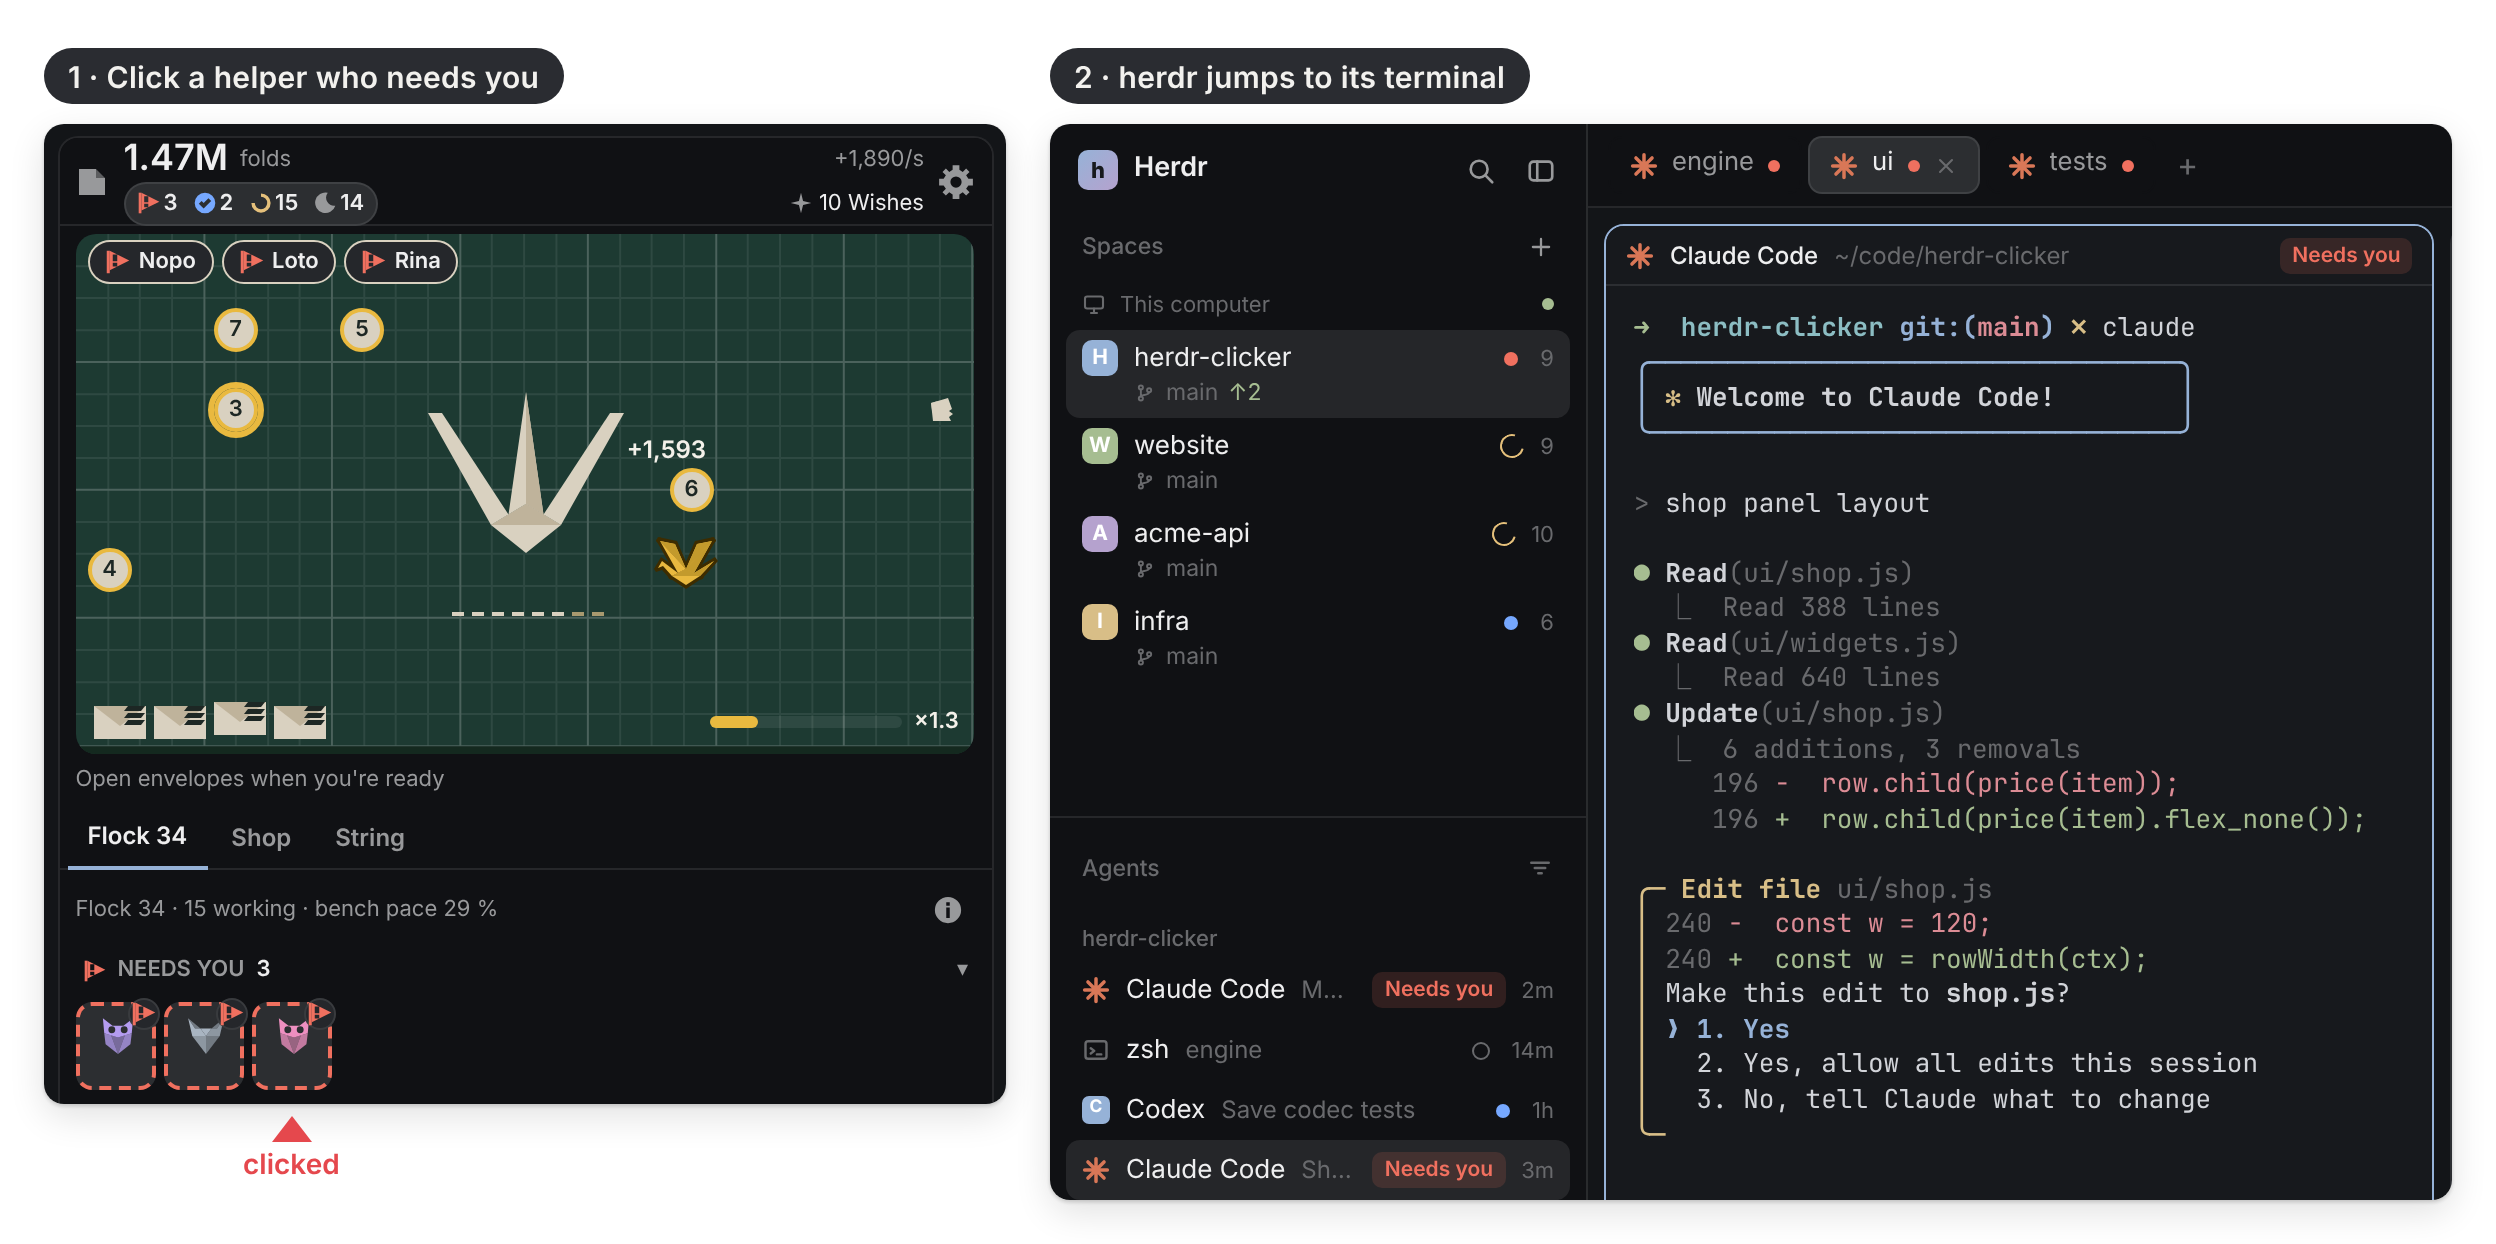 1 · Click a helper who needs you
1.47M folds
+1,890/s
3 2 15 14
10 Wishes
Nopo Loto Rina
7 5
3
+1,593
6
4
×1.3
Open envelopes when you're ready
Flock 34 Shop String
Flock 34 · 15 working · bench pace 29 %
NEEDS YOU 3
clicked
2 · herdr jumps to its terminal
h Herdr
Spaces +
This computer
H herdr-clicker 9
main ↑2
W website 9
main
A acme-api 10
main
I infra 6
main
Agents
herdr-clicker
Claude Code M... Needs you 2m
zsh engine 14m
C Codex Save codec tests 1h
Claude Code Sh... Needs you 3m
engine ui × tests +
Claude Code ~/code/herdr-clicker Needs you
→ herdr-clicker git:(main) ✕ claude
✻ Welcome to Claude Code!
> shop panel layout
Read(ui/shop.js)
Read 388 lines
Read(ui/widgets.js)
Read 640 lines
Update(ui/shop.js)
6 additions, 3 removals
196 - row.child(price(item));
196 + row.child(price(item).flex_none());
Edit file ui/shop.js
240 - const w = 120;
240 + const w = rowWidth(ctx);
Make this edit to shop.js?
❯ 1. Yes
2. Yes, allow all edits this session
3. No, tell Claude what to change